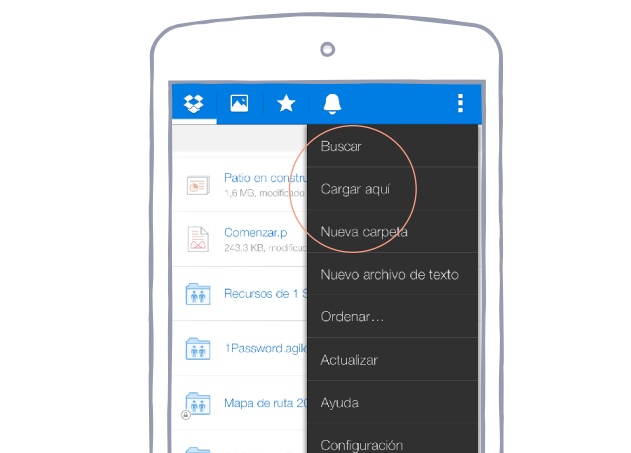 Buscar
Patio en constru
1,6 MB, modificado
Cargar aquí
Comenzar.p
243.3 KB, modificad
Nueva carpeta
Nuevo archivo de texto
Recursos de 1 S
Ordenar...
1Password.agile
Actualizar
Mapa de ruta 20
Ayuda
Configuración